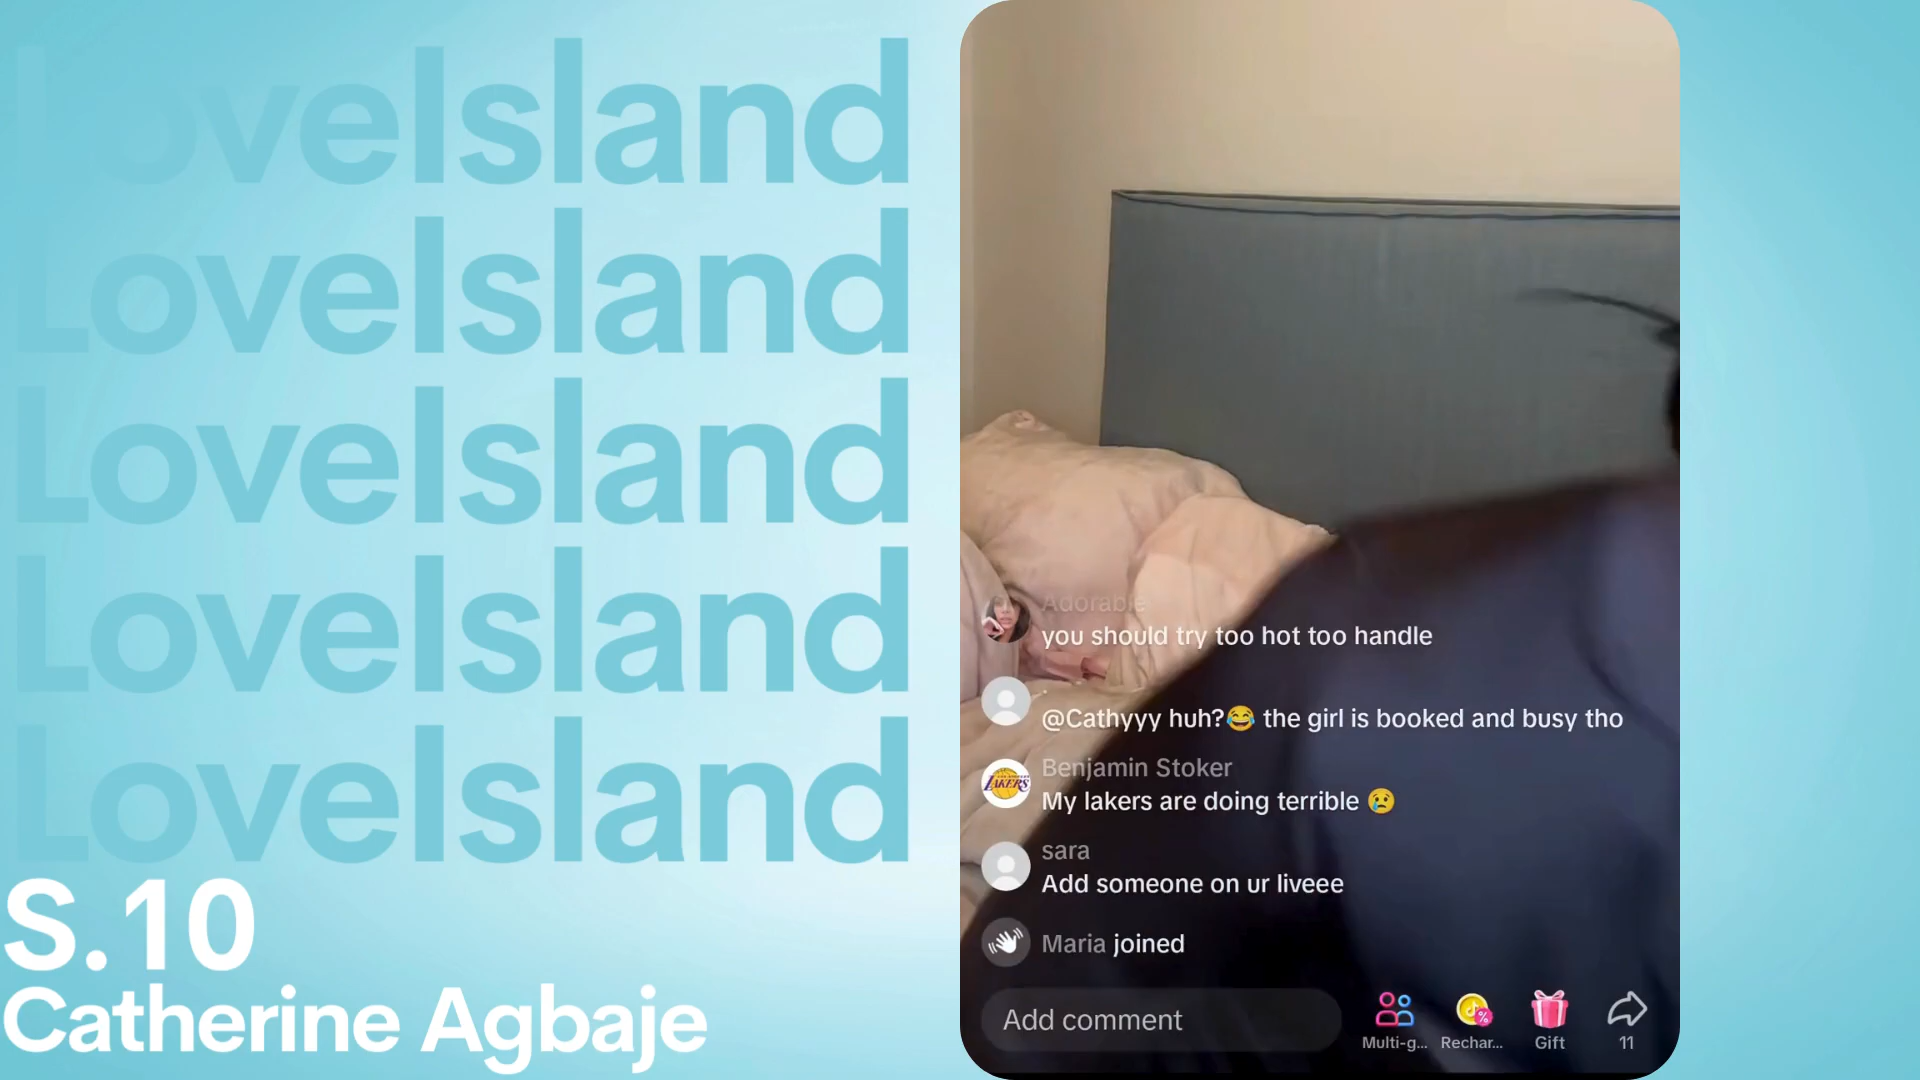 LoveIsland
LoveIsland
LoveIsland
LoveIsland
LoveIsland
S.10
Catherine Agbaje
Adorable
you should try too hot too handle
@Cathyyy huh?😂 the girl is booked and busy tho
LAKERS
Benjamin Stoker
My lakers are doing terrible 😢
sara
Add someone on ur liveee
Maria joined
Add comment
Multi-g...
Rechar...
Gift
11